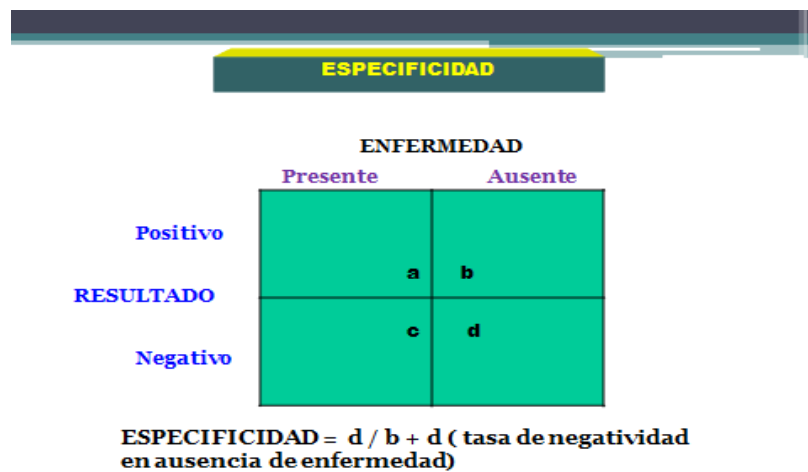 ESPECIFICIDAD
ENFERMEDAD
Presente Ausente
Positivo
a b
RESULTADO
c d
Negativo
ESPECIFICIDAD = d / b + d ( tasa de negatividad
en ausencia de enfermedad)